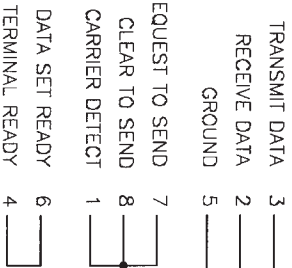 TRANSMIT DATA 3
RECEIVE DATA 2
GROUND 5
EQUEST TO SEND 7
CLEAR TO SEND 8
CARRIER DETECT 1
DATA SET READY 6
TERMINAL READY 4